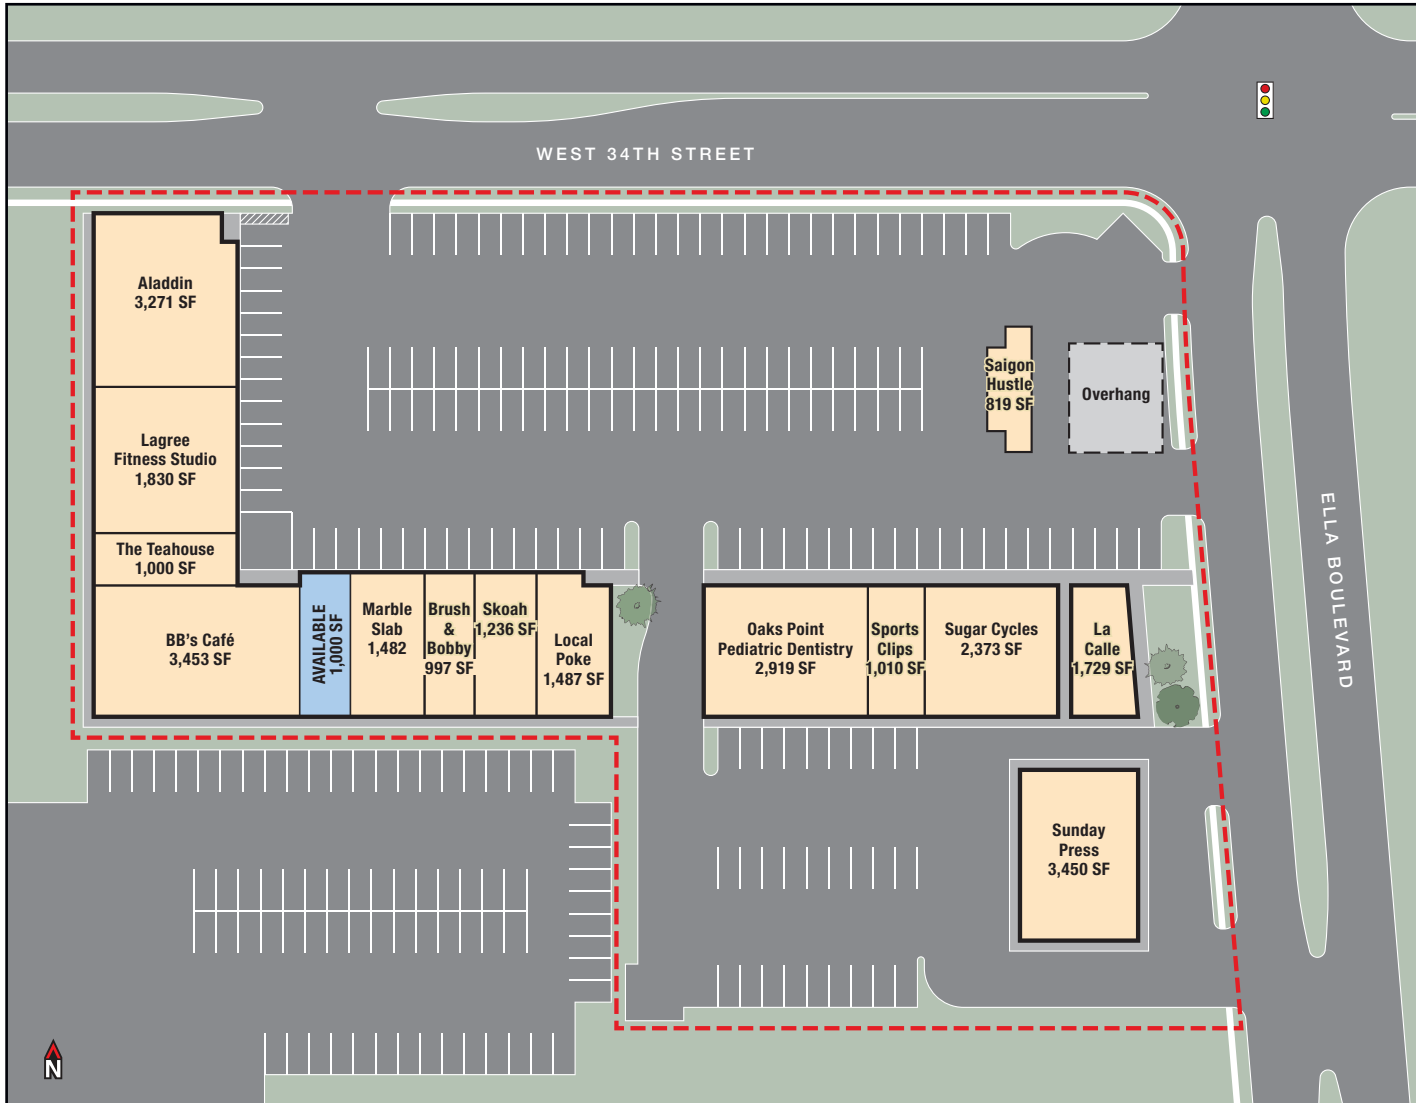 WEST 34TH STREET
Aladdin
3,271 SF
Lagree
Fitness Studio
1,830 SF
The Teahouse
1,000 SF
BB's Café
3,453 SF
AVAILABLE
1,000 SF
Marble
Slab
1,482
Brush
&
Bobby
997 SF
Skoah
1,236 SF
Local
Poke
1,487 SF
Saigon
Hustle
819 SF
Overhang
Oaks Point
Pediatric Dentistry
2,919 SF
Sports
Clips
1,010 SF
Sugar Cycles
2,373 SF
La
Calle
1,729 SF
Sunday
Press
3,450 SF
ELLA BOULEVARD
N